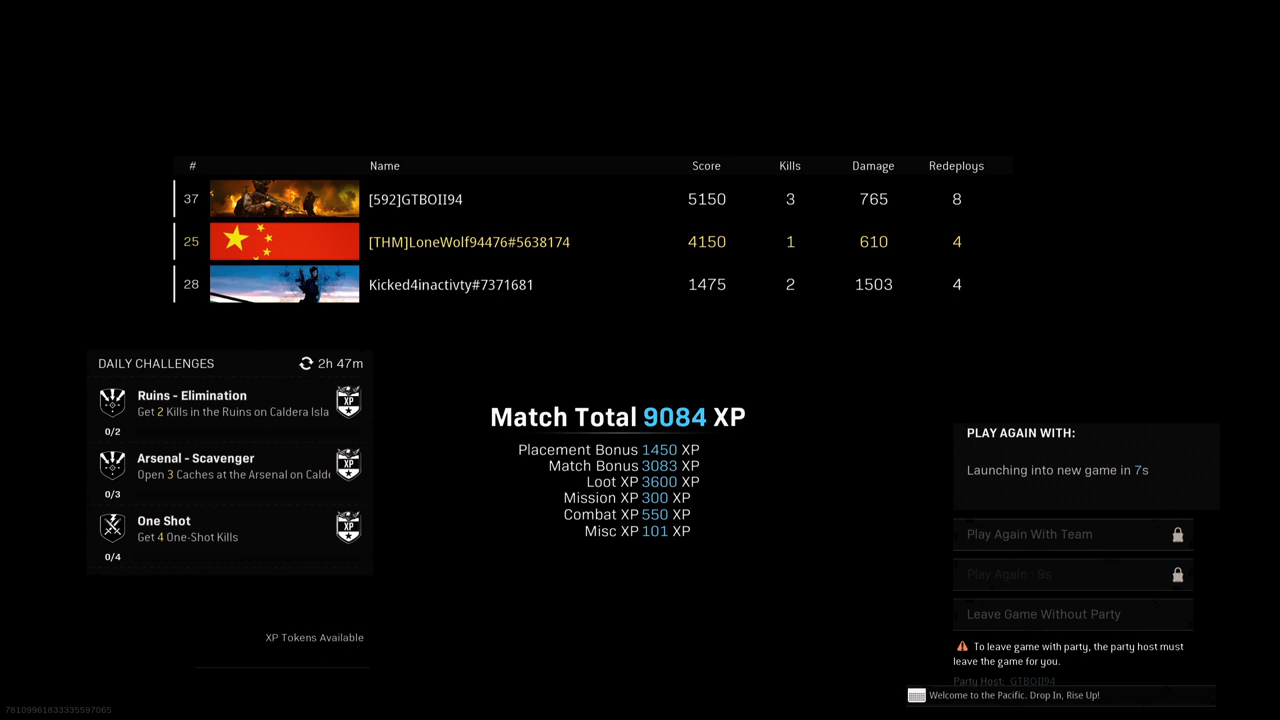 # Name Score Kills Damage Redeploys
37 [592]GTBOII94 5150 3 765 8
25 [THM]LoneWolf94476#5638174 4150 1 610 4
28 Kicked4inactivty#7371681 1475 2 1503 4
DAILY CHALLENGES 2h 47m
Ruins - Elimination
Get 2 Kills in the Ruins on Caldera Isla
XP
0/2
Arsenal - Scavenger
Open 3 Caches at the Arsenal on Calde
XP
0/3
One Shot
Get 4 One-Shot Kills
XP
0/4
XP Tokens Available
Match Total 9084 XP
Placement Bonus 1450 XP
Match Bonus 3083 XP
Loot XP 3600 XP
Mission XP 300 XP
Combat XP 550 XP
Misc XP 101 XP
PLAY AGAIN WITH:
Launching into new game in 7s
Play Again With Team
Play Again : 9s
Leave Game Without Party
To leave game with party, the party host must
leave the game for you.
Party Host: GTBOII94
Welcome to the Pacific. Drop In, Rise Up!
78109961833335597065